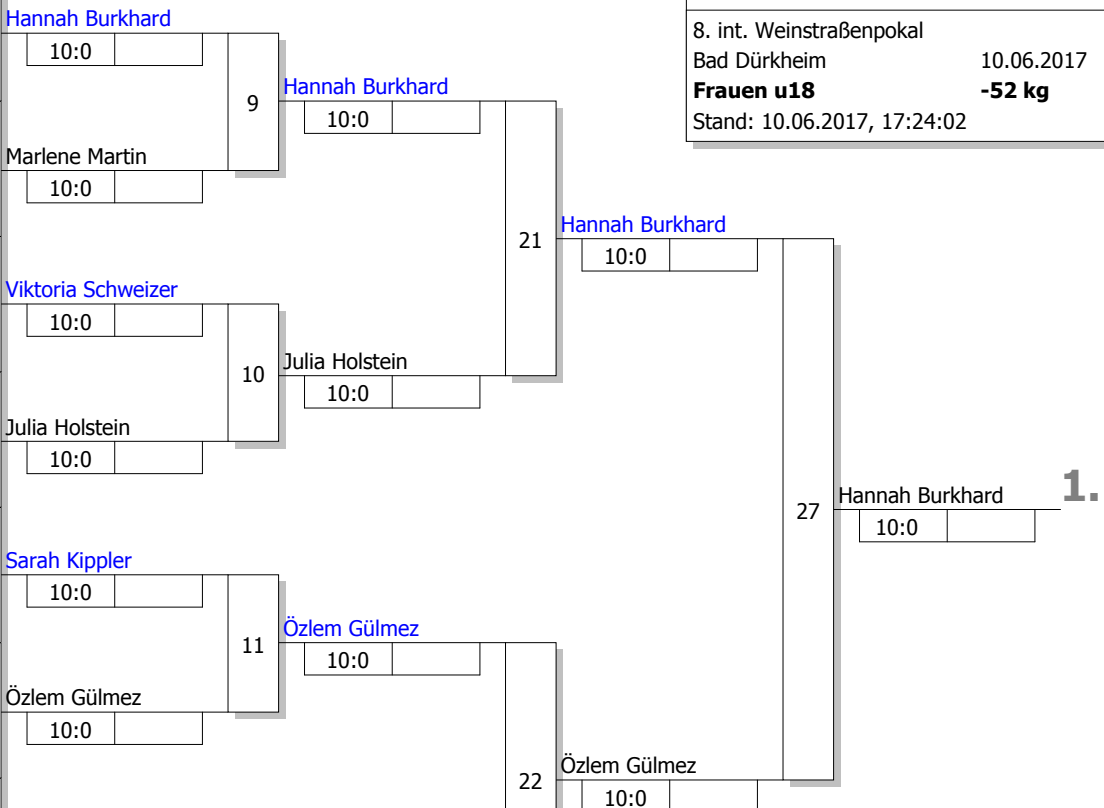 8. int. Weinstraßenpokal
Bad Dürkheim 10.06.2017
Frauen u18 -52 kg
Stand: 10.06.2017, 17:24:02
Hannah Burkhard
10:0
9
Marlene Martin
10:0
Hannah Burkhard
10:0
Viktoria Schweizer
10:0
10
Julia Holstein
10:0
Julia Holstein
10:0
21
Hannah Burkhard
10:0
Sarah Kippler
10:0
11
Özlem Gülmez
10:0
Özlem Gülmez
10:0
22
Özlem Gülmez
10:0
27
Hannah Burkhard 1.
10:0